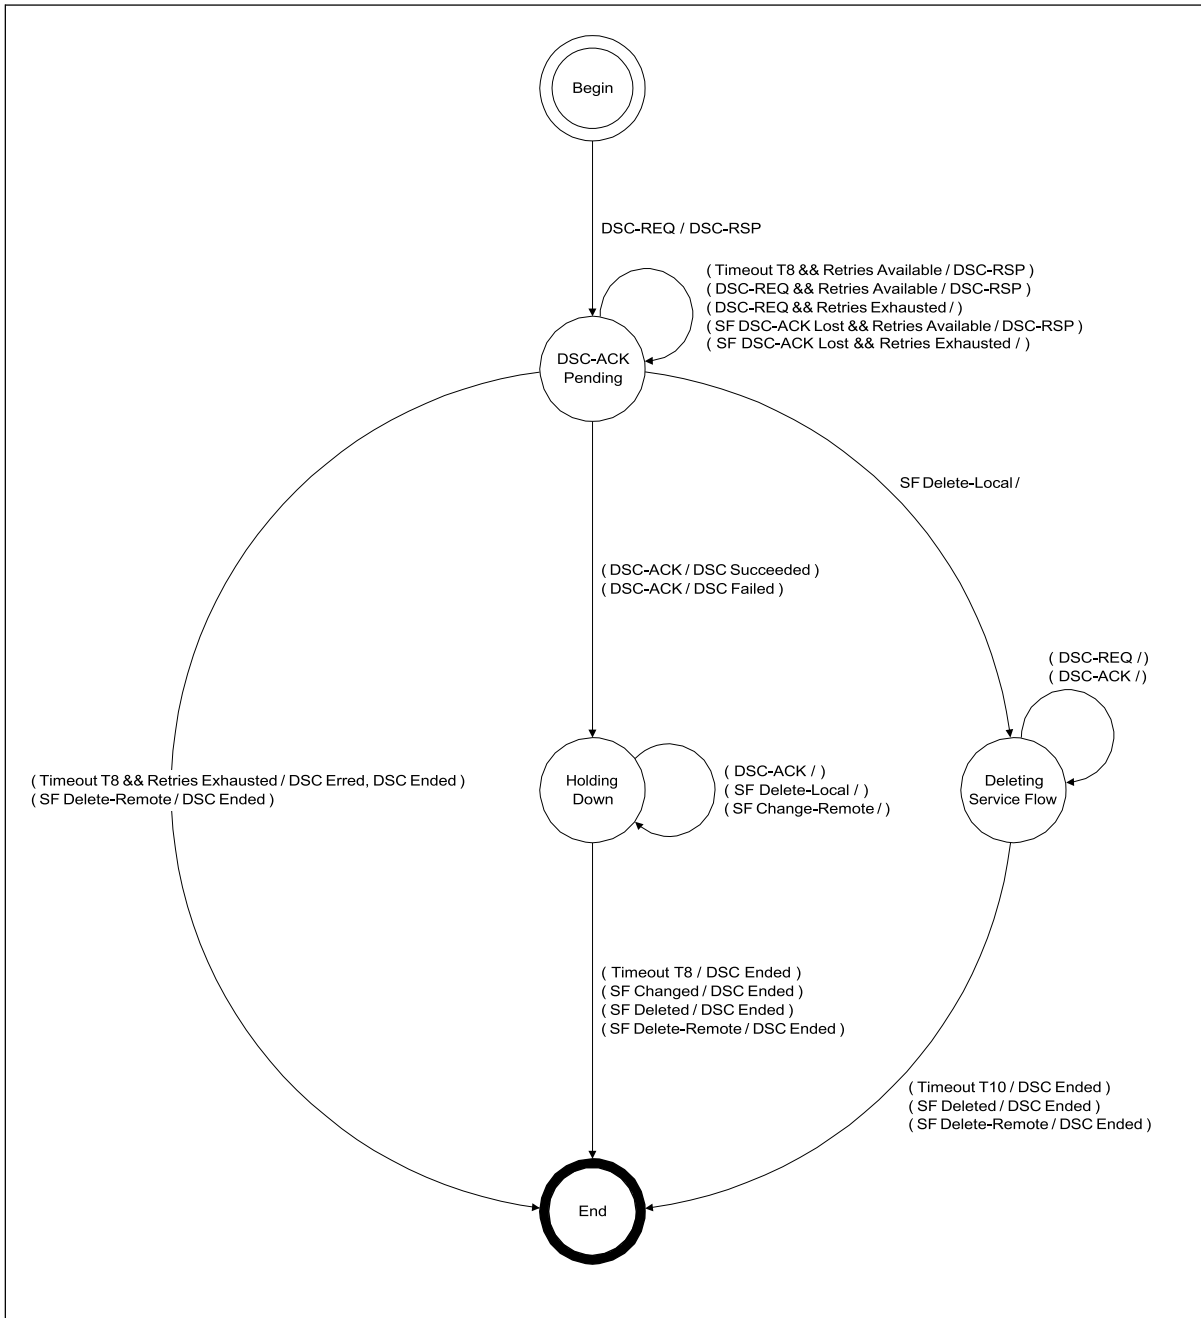 Begin
DSC-REQ / DSC-RSP
( Timeout T8 && Retries Available / DSC-RSP )
( DSC-REQ && Retries Available / DSC-RSP )
( DSC-REQ && Retries Exhausted / )
( SF DSC-ACK Lost && Retries Available / DSC-RSP )
( SF DSC-ACK Lost && Retries Exhausted / )
DSC-ACK
Pending
SF Delete-Local /
( DSC-ACK / DSC Succeeded )
( DSC-ACK / DSC Failed )
( DSC-REQ / )
( DSC-ACK / )
( Timeout T8 && Retries Exhausted / DSC Erred, DSC Ended )
( SF Delete-Remote / DSC Ended )
Holding
Down
( DSC-ACK / )
( SF Delete-Local / )
( SF Change-Remote / )
Deleting
Service Flow
( Timeout T8 / DSC Ended )
( SF Changed / DSC Ended )
( SF Deleted / DSC Ended )
( SF Delete-Remote / DSC Ended )
( Timeout T10 / DSC Ended )
( SF Deleted / DSC Ended )
( SF Delete-Remote / DSC Ended )
End